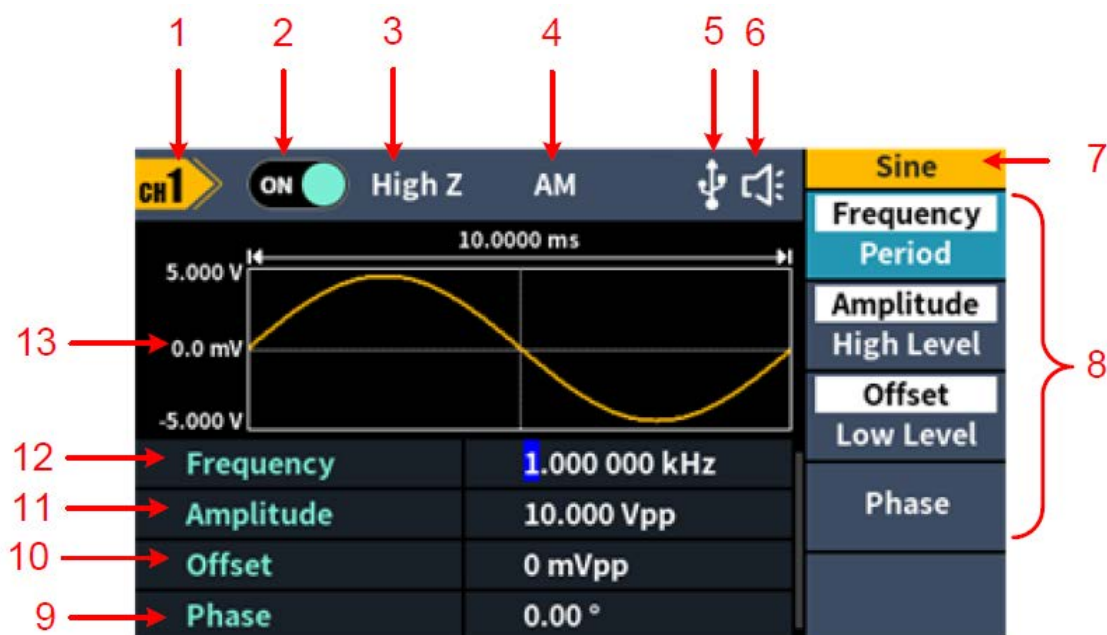 1 2 3 4 5 6
CH1 ON High Z AM
Sine 7
Frequency
Period
Amplitude
High Level
Offset
Low Level
Phase
8
10.0000 ms
5.000 V
13 0.0 mV
-5.000 V
12 Frequency 1.000 000 kHz
11 Amplitude 10.000 Vpp
10 Offset 0 mVpp
9 Phase 0.00 °